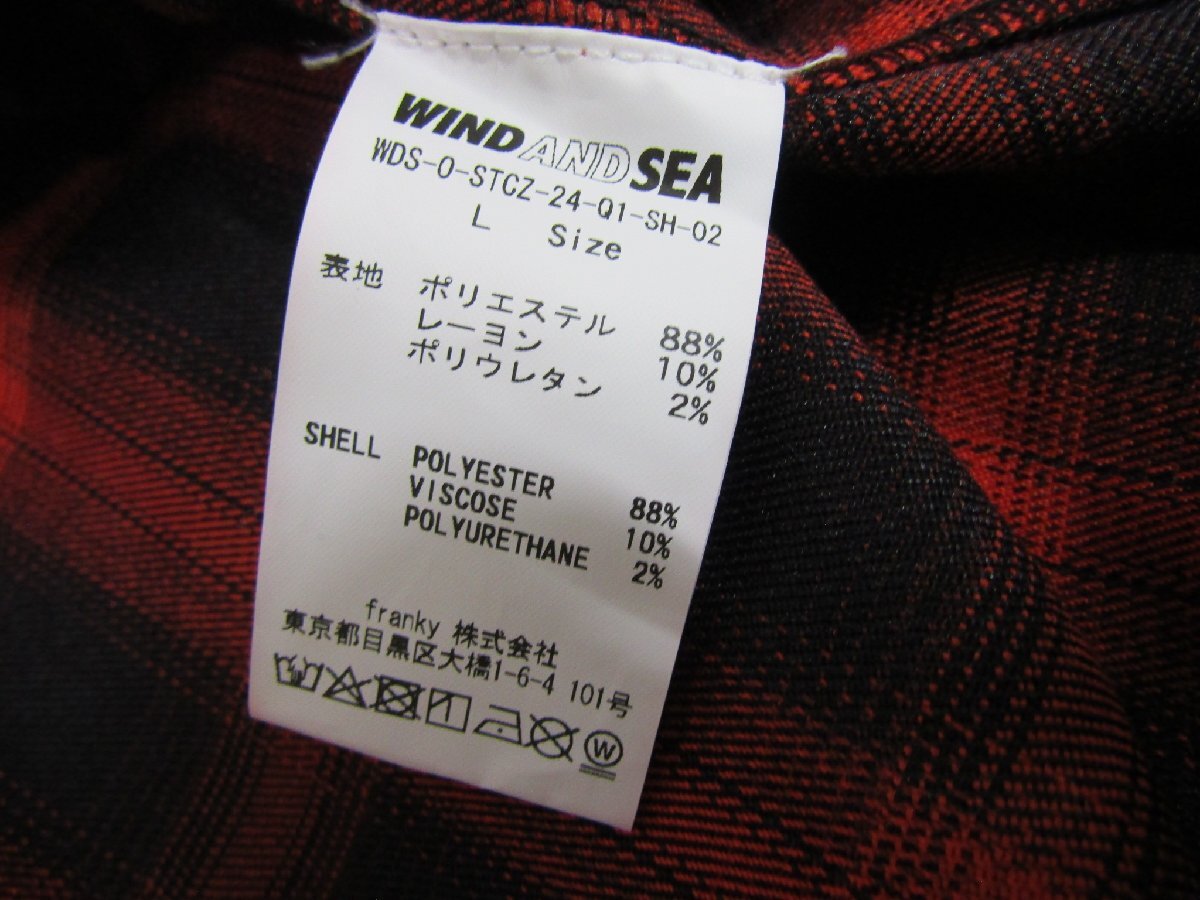 WIND AND SEA
WDS-O-STCZ-24-Q1-SH-02
L Size
表地 ポリエステル 88%
レーヨン 10%
ポリウレタン 2%
SHELL POLYESTER 88%
VISCOSE 10%
POLYURETHANE 2%
franky 株式会社
東京都目黒区大橋1-6-4 101号
W